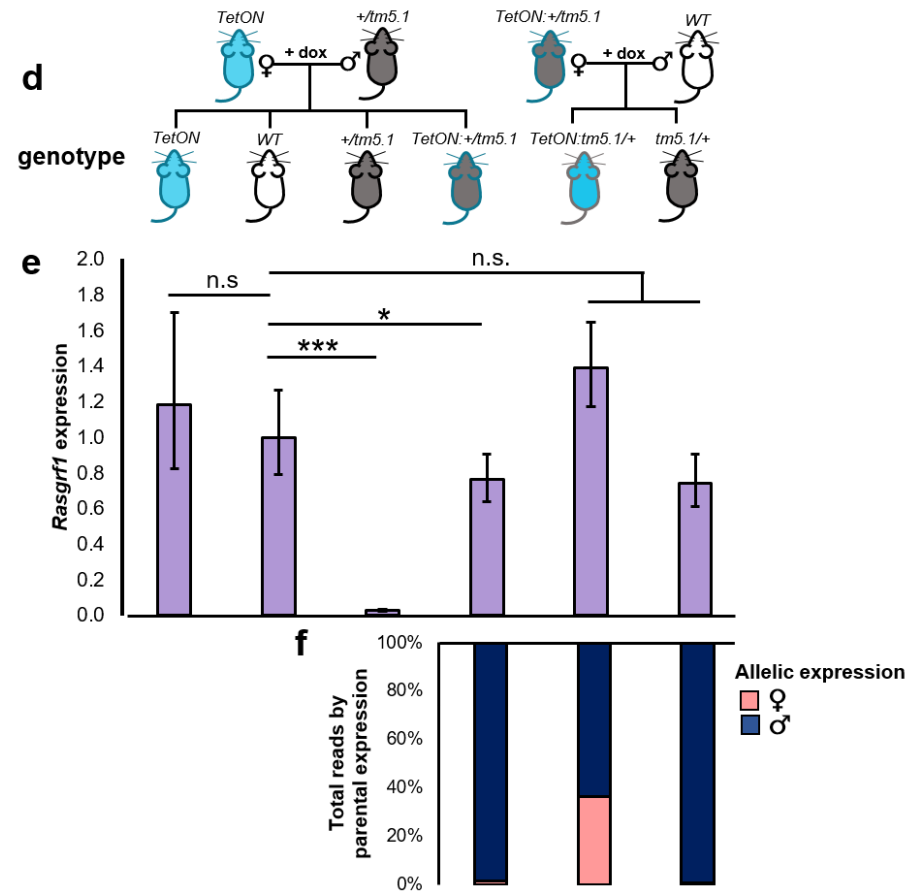 d
TetON
+/tm5.1
TetON:+/tm5.1
WT
♀ + dox ♂
♀ + dox ♂
genotype
TetON
WT
+/tm5.1
TetON:+/tm5.1
TetON:tm5.1/+
tm5.1/+
e
Rasgrf1 expression
2.0
1.8
1.6
1.4
1.2
1.0
0.8
0.6
0.4
0.2
0.0
n.s
n.s.
*
***
f
Total reads by
parental expression
100%
80%
60%
40%
20%
0%
Allelic expression
♀
♂